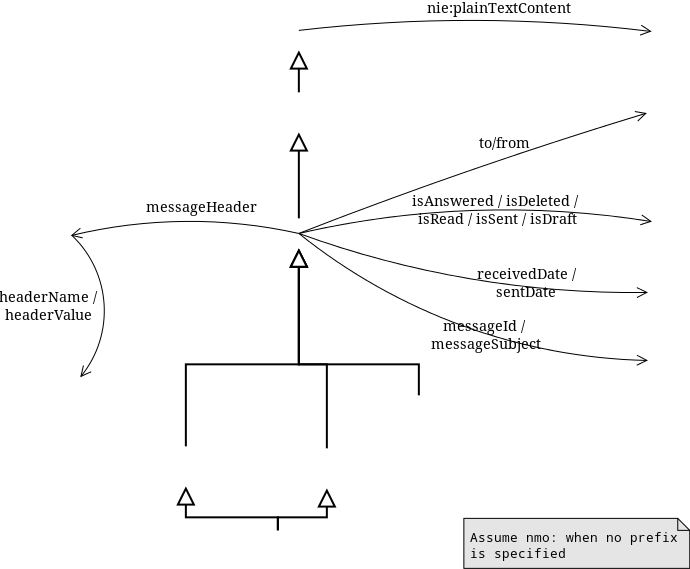 nie:plainTextContent
to/from
messageHeader
isAnswered / isDeleted /
isRead / isSent / isDraft
headerName /
headerValue
receivedDate /
sentDate
messageId /
messageSubject
Assume nmo: when no prefix
is specified